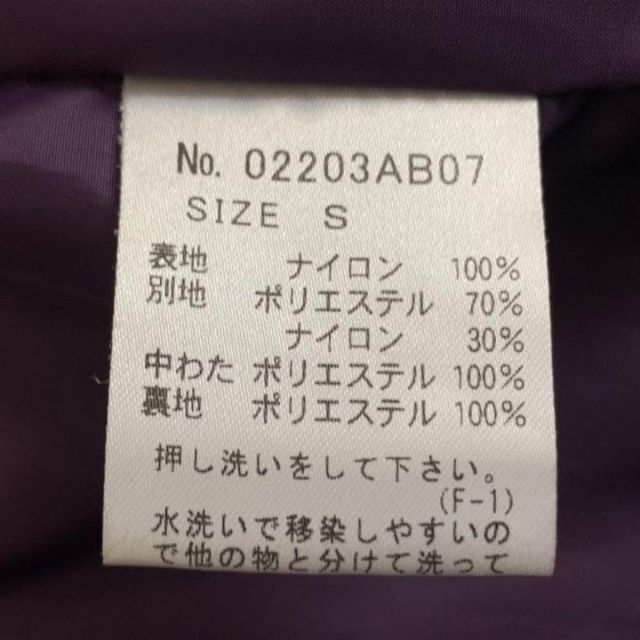 No. 02203AB07
SIZE S
表地 ナイロン 100%
別地 ポリエステル 70%
ナイロン 30%
中わた ポリエステル 100%
裏地 ポリエステル 100%
押し洗いをして下さい。
(F-1)
水洗いで移染しやすいの
で他の物と分けて洗って